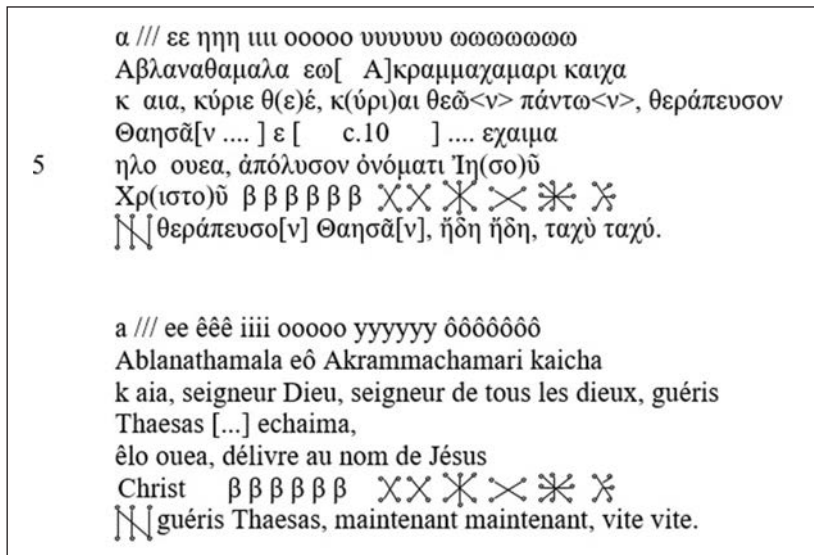 α /// εε ηηη ιιιι οοοοο υυυυυυ ωωωωωωω
Αβλαναθαμαλα εω[ Α]κραμμαχαμαρι καιχα
κ αια, κύριε θ(ε)έ, κ(ύρι)αι θεῶ<ν> πάντω<ν>, θεράπευσον
Θαησᾶ[ν .... ] ε [ c.10 ] .... εχαιμα
5 ηλο ουεα, ἀπόλυσον ὀνόματι Ἰη(σο)ῦ
Χρ(ιστο)ῦ β β β β β β
θεράπευσο[ν] Θαησᾶ[ν], ἤδη ἤδη, ταχὺ ταχύ.
a /// ee êêê iiii ooooo yyyyyy ôôôôôôô
Ablanathamala eô Akrammachamari kaicha
k aia, seigneur Dieu, seigneur de tous les dieux, guéris
Thaesas [...] echaima,
êlo ouea, délivre au nom de Jésus
Christ β β β β β β
guéris Thaesas, maintenant maintenant, vite vite.